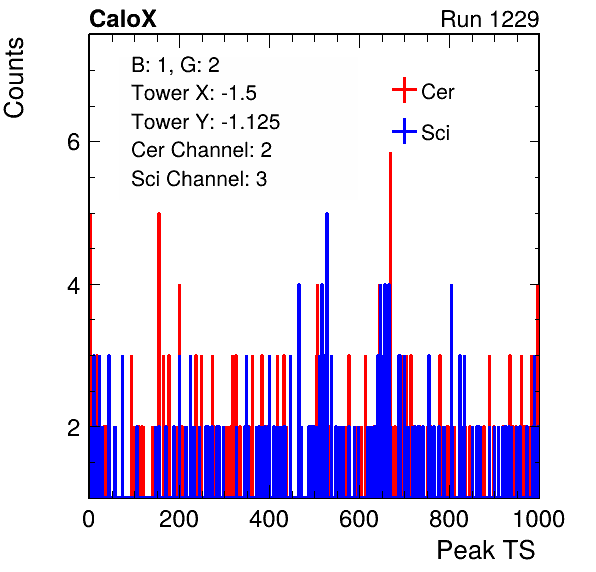 CaloX Run 1229
Counts
B: 1, G: 2
Tower X: -1.5
Tower Y: -1.125
Cer Channel: 2
Sci Channel: 3
Cer
Sci
6
4
2
0 200 400 600 800 1000
Peak TS